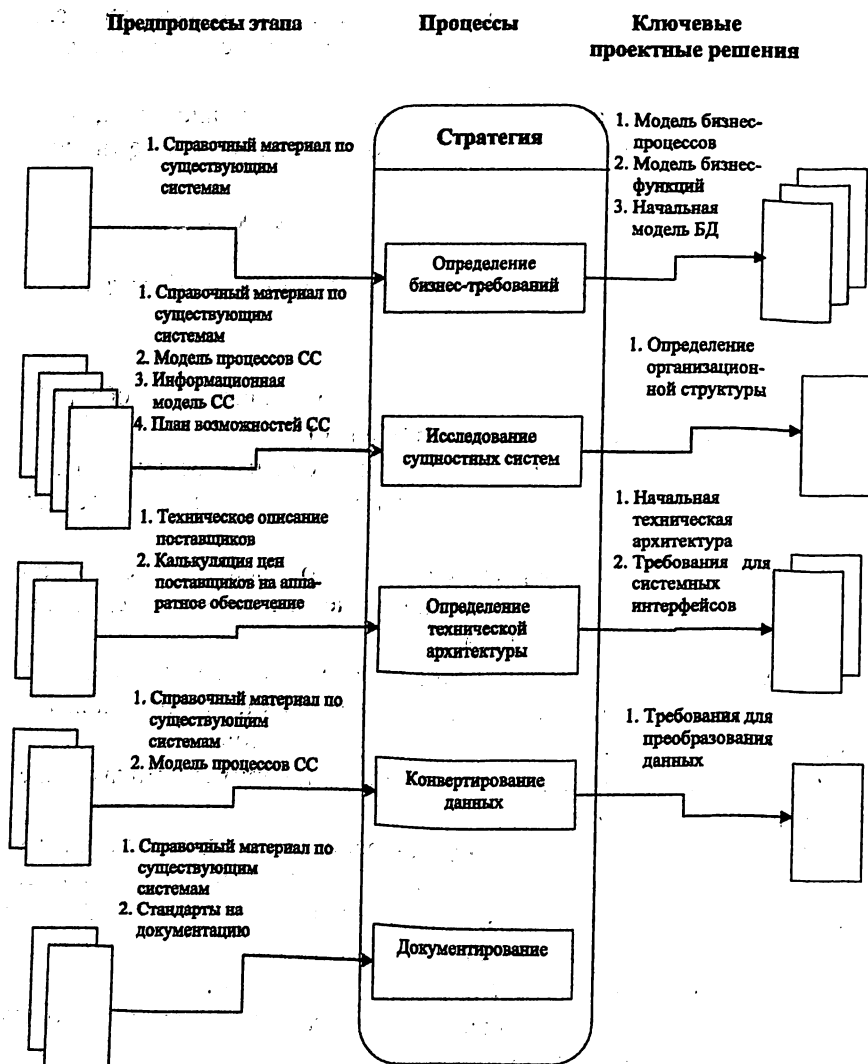 Предпроцессы этапа
Процессы
Ключевые
проектные решения
Стратегия
1. Справочный материал по
существующим
системам
Определение
бизнес-требований
1. Модель бизнес-
процессов
2. Модель бизнес-
функций
3. Начальная
модель БД
1. Справочный материал по
существующим
системам
2. Модель процессов СС
3. Информационная
модель СС
4. План возможностей СС
Исследование
сущностных систем
1. Определение
организацион-
ной структуры
1. Техническое описание
поставщиков
2. Калькуляция цен
поставщиков на аппа-
ратное обеспечение
Определение
технической
архитектуры
1. Начальная
техническая
архитектура
2. Требования для
системных
интерфейсов
1. Справочный материал по
существующим
системам
2. Модель процессов СС
Конвертирование
данных
1. Требования для
преобразования
данных
1. Справочный материал по
существующим
системам
2. Стандарты на
документацию
Документирование